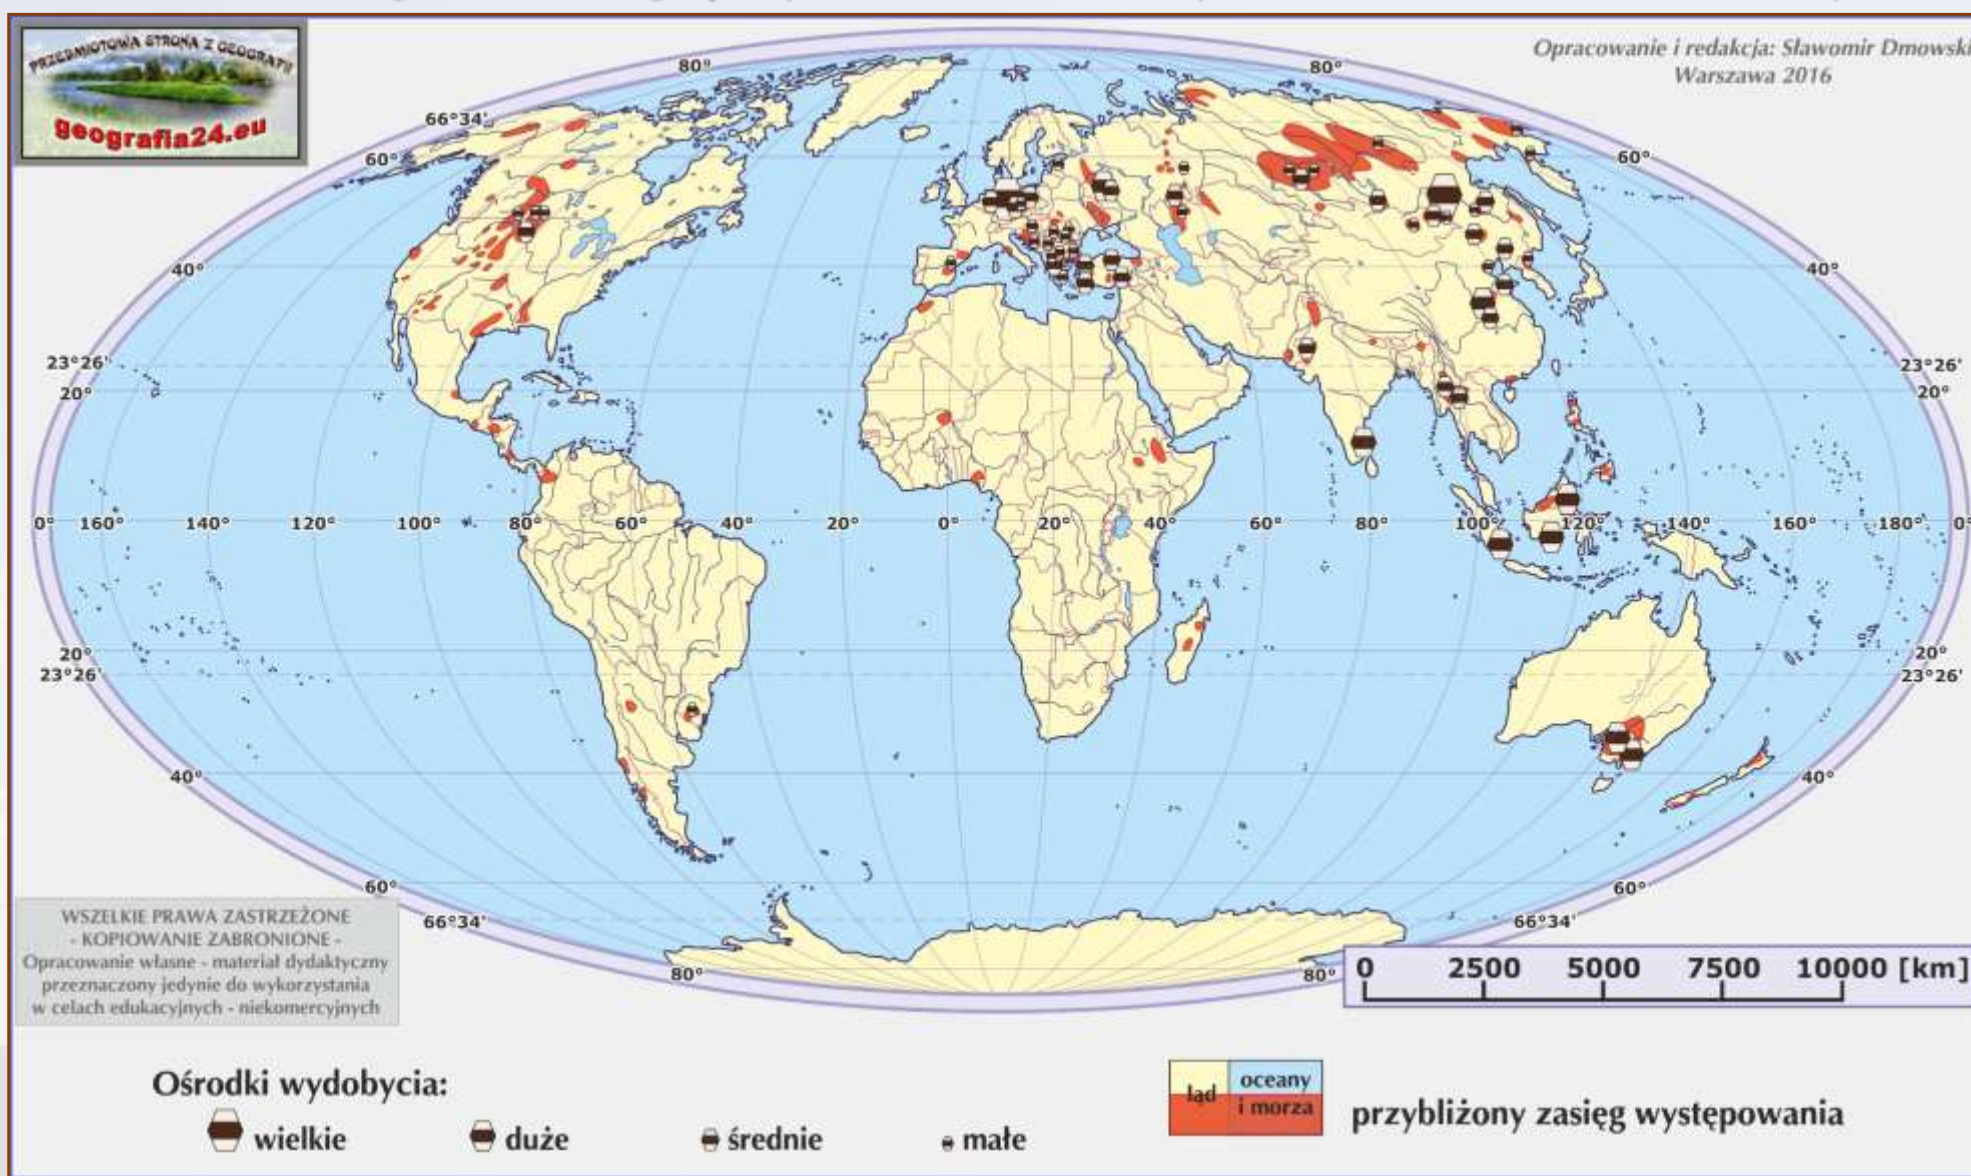 PRZEDMIOTOWA STRONA Z GEOGRAFII
geografia24.eu
Opracowanie i redakcja: Sławomir Dmowski
Warszawa 2016
80° 80°
66°34'
60° 60°
40° 40°
23°26' 23°26'
20° 20°
0° 160° 140° 120° 100° 80° 60° 40° 20° 0° 20° 40° 60° 80° 100° 120° 140° 160° 180° 0°
20° 20°
23°26' 23°26'
40° 40°
60° 60°
66°34' 66°34'
80° 80°
WSZELKIE PRAWA ZASTRZEŻONE
- KOPIOWANIE ZABRONIONE -
Opracowanie własne - materiał dydaktyczny
przeznaczony jedynie do wykorzystania
w celach edukacyjnych - niekomercyjnych
0 2500 5000 7500 10000 [km]
Ośrodki wydobycia:
wielkie duże średnie małe
ląd
oceany
i morza
przybliżony zasięg występowania